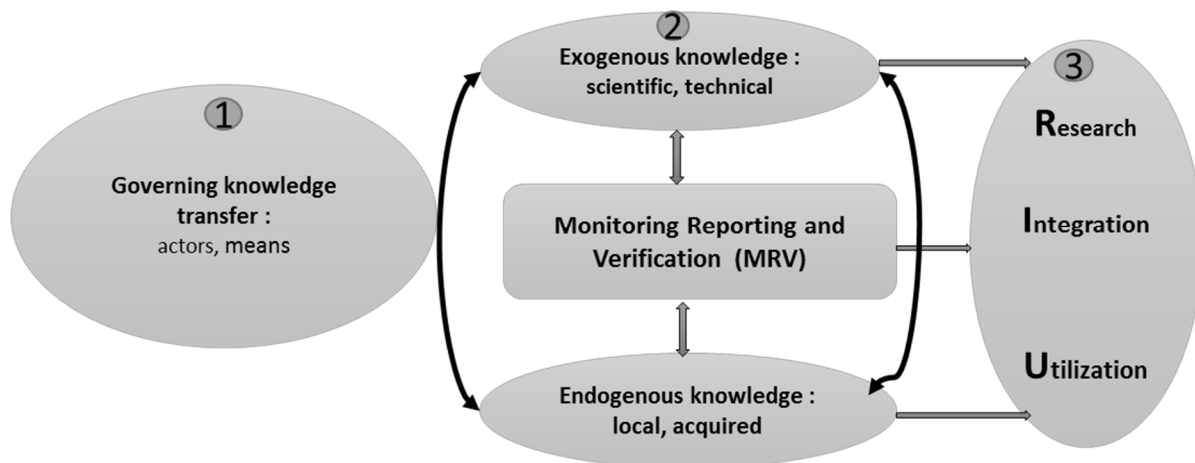 1
Governing knowledge
transfer :
actors, means
2
Exogenous knowledge :
scientific, technical
Monitoring Reporting and
Verification (MRV)
Endogenous knowledge :
local, acquired
3
Research
Integration
Utilization